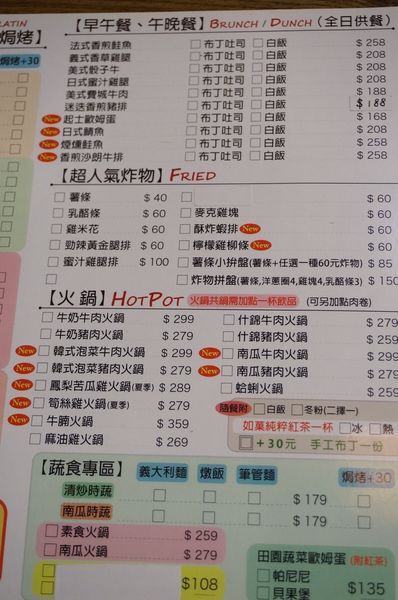 ATIN
焗烤】
焗烤+30
【早午餐、午晚餐】BRUNCH / DUNCH【全日供餐】
法式香煎鮭魚 布丁吐司 白飯 $ 258
義式香草雞腿 布丁吐司 白飯 $ 208
美式骰子牛 布丁吐司 白飯 $ 258
日式蜜汁雞腿 布丁吐司 白飯 $ 208
美式費城牛肉 布丁吐司 白飯 $ 258
迷迭香煎豬排 布丁吐司 白飯 $ 188
New 起士歐姆蛋 布丁吐司 白飯 $ 168
New 日式鯖魚 布丁吐司 白飯 $ 208
New 煙燻鮭魚 布丁吐司 白飯 $ 258
New 香煎沙朗牛排 布丁吐司 白飯 $ 258
【超人氣炸物】FRIED
薯條 $ 40
乳酪條 $ 60
雞米花 $ 60
勁辣黃金腿排 $ 60
蜜汁雞腿排 $ 100
$ 60
麥克雞塊 $ 60
酥炸蝦排 New $ 60
檸檬雞柳條 New $ 60
薯條小拼盤(薯條+任選一種60元炸物) $ 85
炸物拼盤(薯條,洋蔥圈4,雞塊4,乳酪條3) $ 150
【火鍋】HOTPOT 火鍋共鍋需加點一杯飲品 (可另加點肉卷)
牛奶牛肉火鍋 $ 299
牛奶豬肉火鍋 $ 279
New 韓式泡菜牛肉火鍋 $ 299
New 韓式泡菜豬肉火鍋 $ 279
New 鳳梨苦瓜雞火鍋(夏季) $ 289
New 筍絲雞火鍋(夏季) $ 279
New 牛腩火鍋 $ 359
麻油雞火鍋 $ 269
什錦牛肉火鍋 $ 279
什錦豬肉火鍋 $ 259
New 南瓜牛肉火鍋 $ 299
New 南瓜豬肉火鍋 $ 279
蛤蜊火鍋 $ 259
隨餐附 白飯 冬粉(二擇一)
如菓純粹紅茶一杯 冰 熱
+30元 手工布丁一份
【蔬食專區】 義大利麵 燉飯 筆管麵 焗烤+30
清炒時蔬 $ 179
南瓜時蔬 $ 179
素食火鍋 $ 259
南瓜火鍋 $ 279
$108
田園蔬菜歐姆蛋 (附紅茶)
帕尼尼
貝果堡
$135